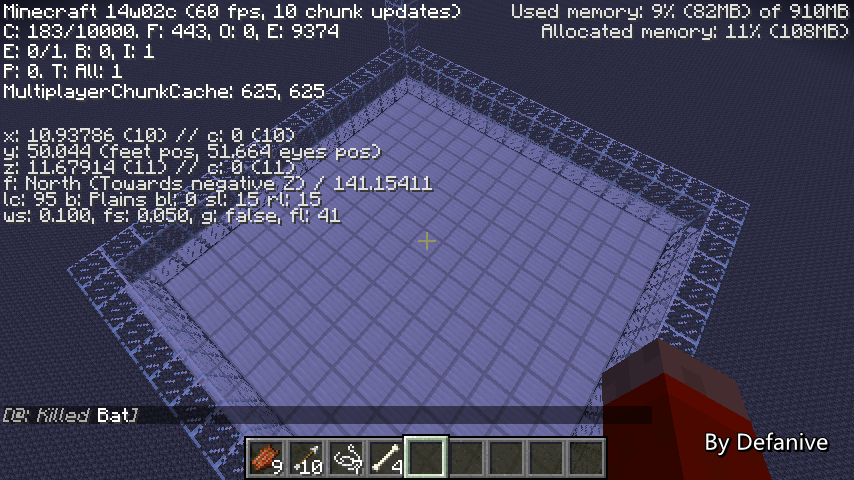 Minecraft 14w02c (60 fps, 10 chunk updates)
C: 183/10000. F: 443, O: 0, E: 9374
E: 0/1. B: 0, I: 1
P: 0. T: All: 1
MultiplayerChunkCache: 625, 625
Used memory: 9% (82MB) of 910MB
Allocated memory: 11% (108MB)
x: 10.93786 (10) // c: 0 (10)
y: 50.044 (feet pos, 51.664 eyes pos)
z: 11.67914 (11) // c: 0 (11)
f: North (Towards negative Z) / 141.15411
lc: 95 b: Plains bl: 0 sl: 15 rl: 15
ws: 0.100, fs: 0.050, g: false, fl: 41
[@: Killed Bat]
9
10
4
By Defanive